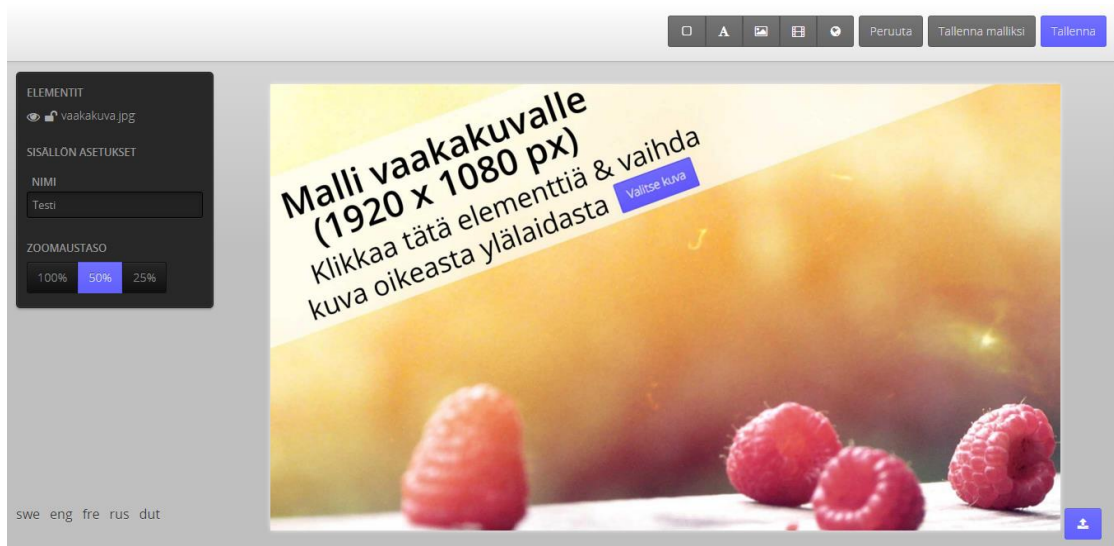 A
Peruuta
Tallenna malliksi
Tallenna
ELEMENTIT
vaakakuva.jpg
SISÄLLÖN ASETUKSET
NIMI
Testi
ZOOMAUSTASO
100% 50% 25%
Malli vaakakuvalle
(1920 x 1080 px)
Klikkaa tätä elementtiä & vaihda
kuva oikeasta ylälaidasta
Valitse kuva
swe eng fre rus dut